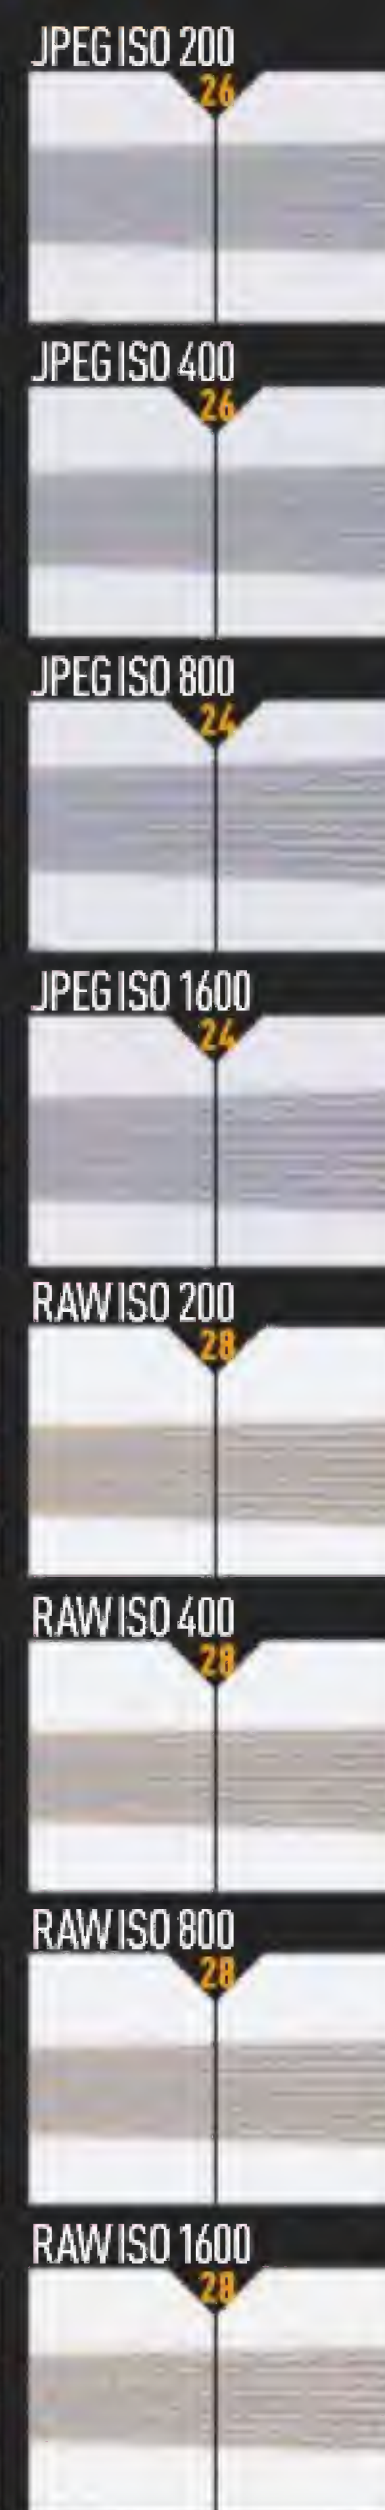 JPEG ISO 200
26
JPEG ISO 400
26
JPEG ISO 800
24
JPEG ISO 1600
24
RAW ISO 200
28
RAW ISO 400
28
RAW ISO 800
28
RAW ISO 1600
28